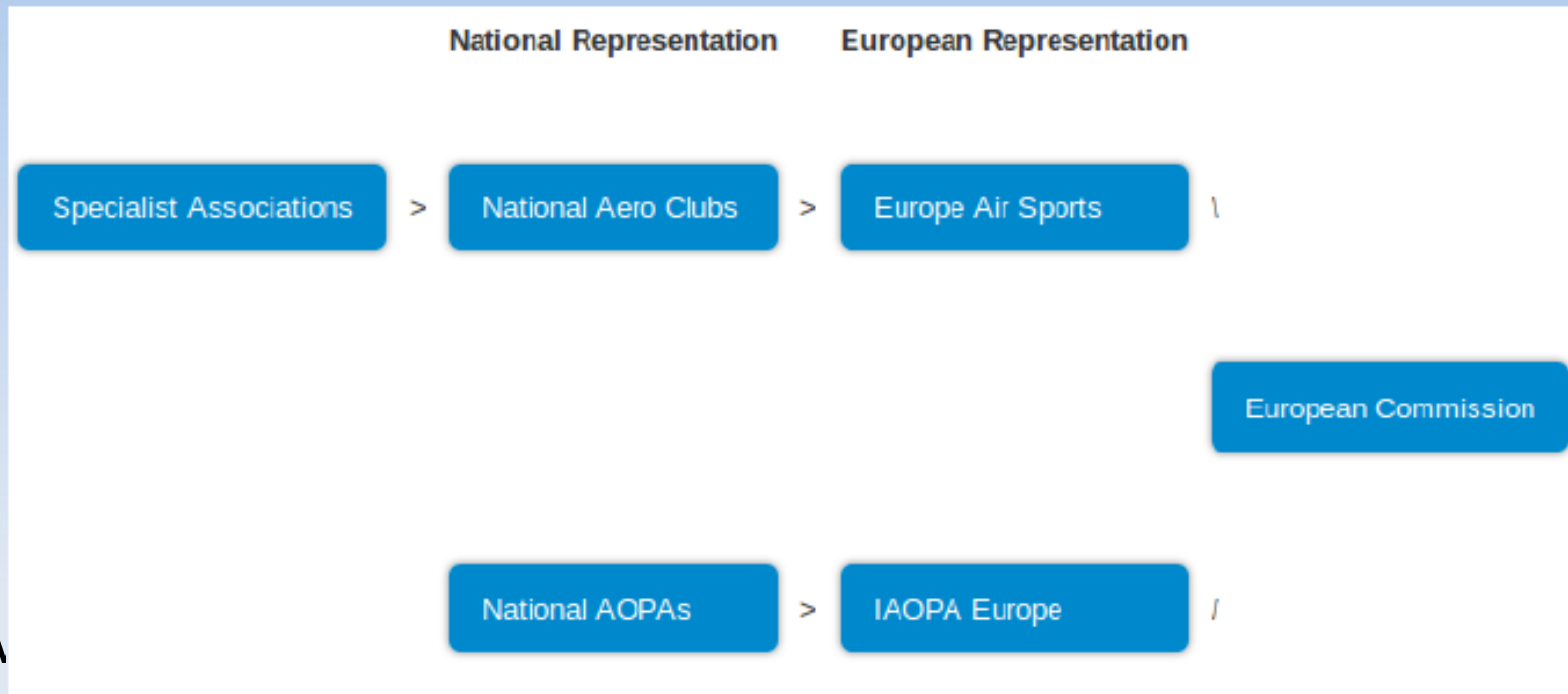 National Representation European Representation
Specialist Associations > National Aero Clubs > Europe Air Sports \
European Commission
National AOPAs > IAOPA Europe /